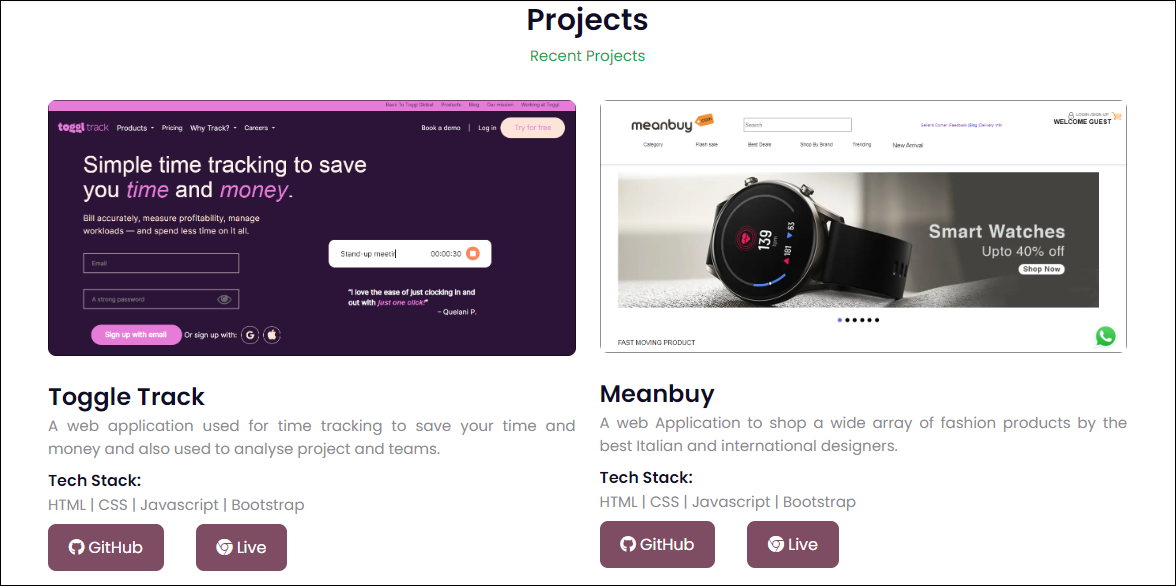 Projects
Recent Projects
Back To Toggl Global Products Blog Our mission Working at Toggl
toggl track Products Pricing Why Track? Careers Book a demo | Log in Try for free
Simple time tracking to save
you time and money.
Bill accurately, measure profitability, manage
workloads — and spend less time on it all.
Email
A strong password
Sign up with email Or sign up with: G
Stand-up meetir 00:00:30
"I love the ease of just clocking in and
out with just one click!"
– Quelani P.
meanbuy .com Search Seller's Corner |Feedback |Blog |Delivery Info LOGIN /SIGN UP
WELCOME GUEST
Category Flash sale Best Deals Shop By Brand Trending New Arrival
139 bpm 181 63
Smart Watches
Upto 40% off
Shop Now
FAST MOVING PRODUCT
Toggle Track
A web application used for time tracking to save your time and
money and also used to analyse project and teams.
Tech Stack:
HTML | CSS | Javascript | Bootstrap
GitHub Live
Meanbuy
A web Application to shop a wide array of fashion products by the
best Italian and international designers.
Tech Stack:
HTML | CSS | Javascript | Bootstrap
GitHub Live